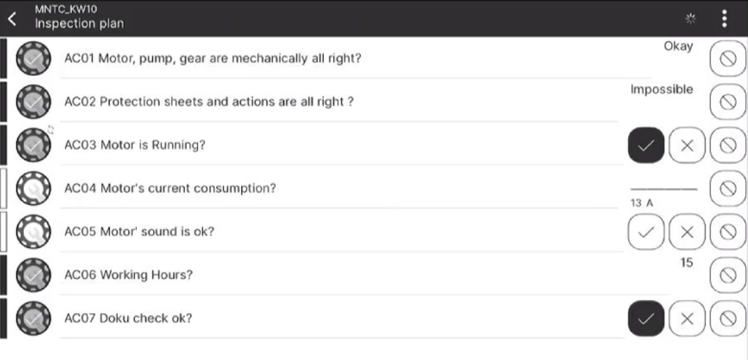 MNTC_KW10
Inspection plan
AC01 Motor, pump, gear are mechanically all right?
Okay
AC02 Protection sheets and actions are all right ?
Impossible
AC03 Motor is Running?
AC04 Motor's current consumption?
13 A
AC05 Motor' sound is ok?
AC06 Working Hours?
15
AC07 Doku check ok?